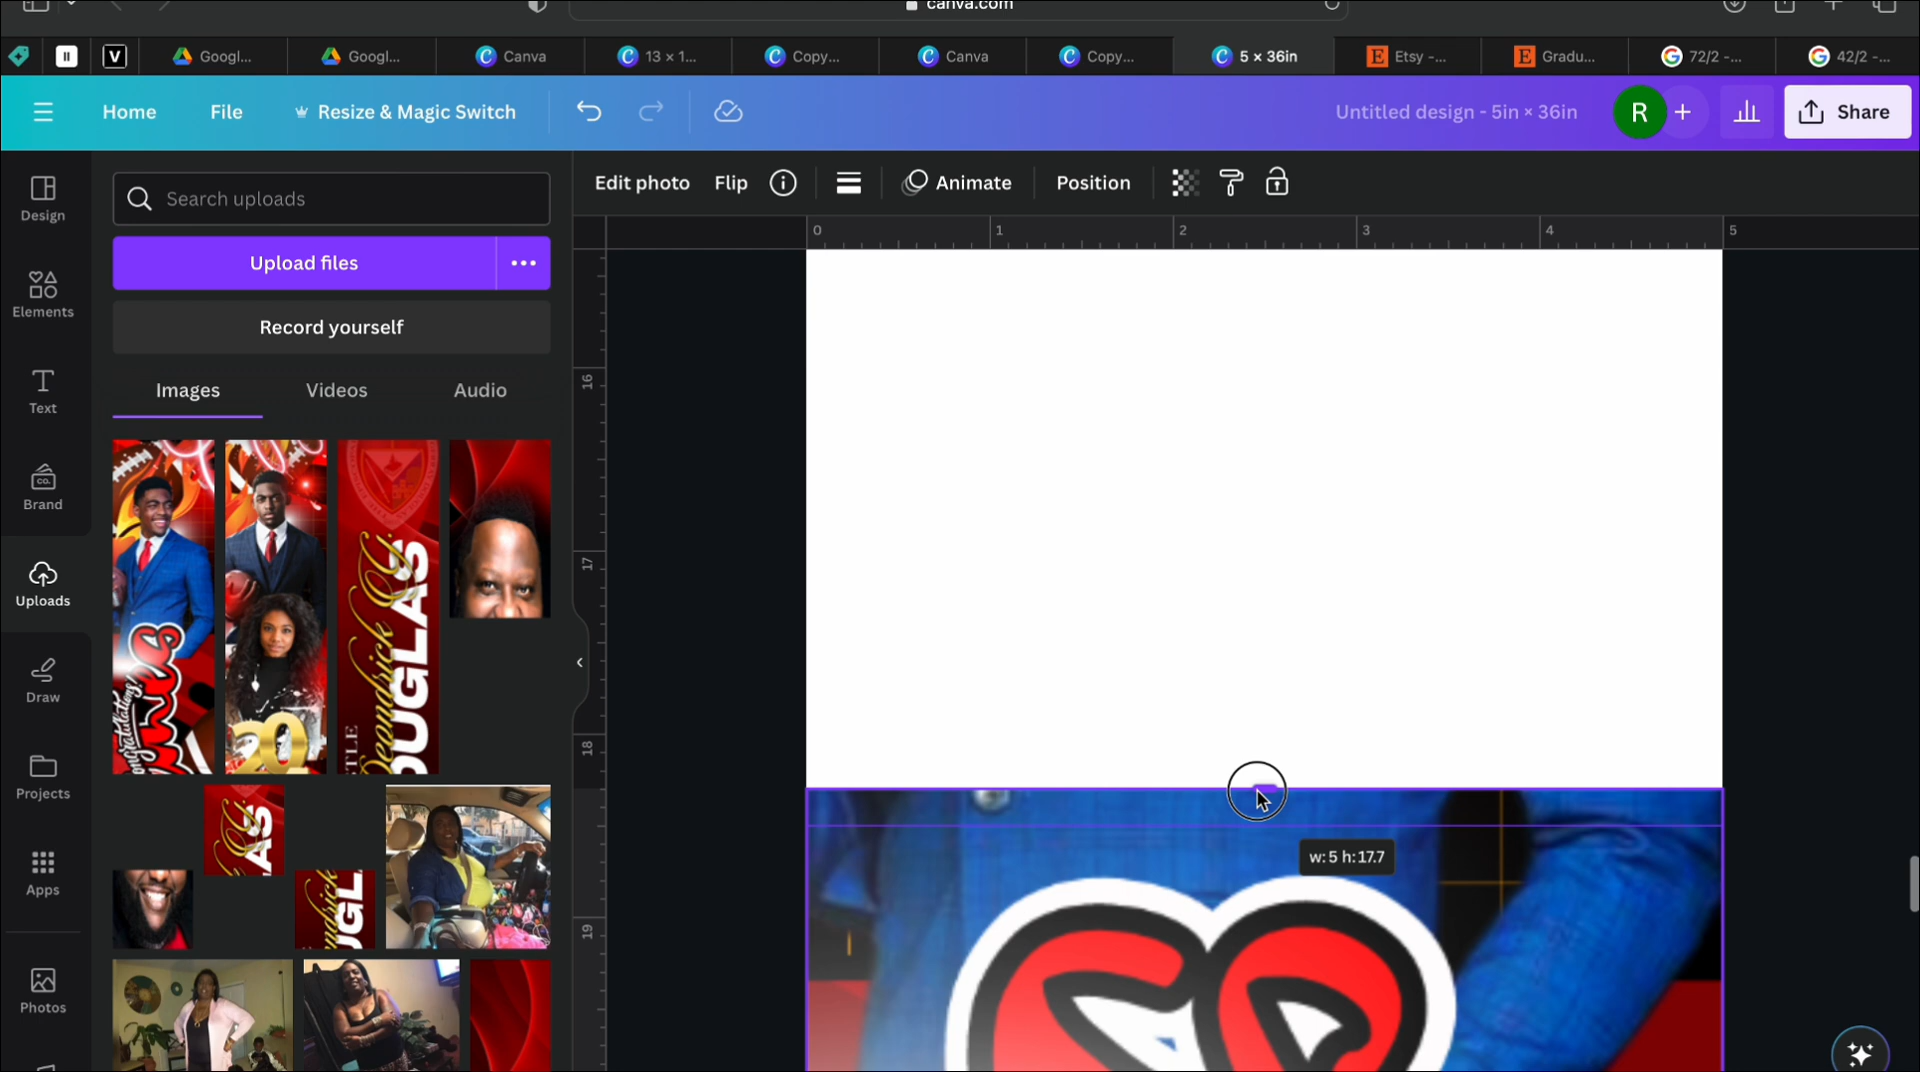 canva.com
Googl...
Googl...
Canva
13 × 1...
Copy...
Canva
Copy...
5 × 36in
Etsy -...
Gradu...
72/2 -...
42/2 -...
Home
File
Resize & Magic Switch
Untitled design - 5in × 36in
R
Share
Edit photo
Flip
Animate
Position
Design
Elements
Text
Brand
Uploads
Draw
Projects
Apps
Photos
Search uploads
Upload files
Record yourself
Images
Videos
Audio
0
1
2
3
4
5
16
17
18
19
w: 5 h: 17.7
CO.
20
Deandrick
DOUGLAS